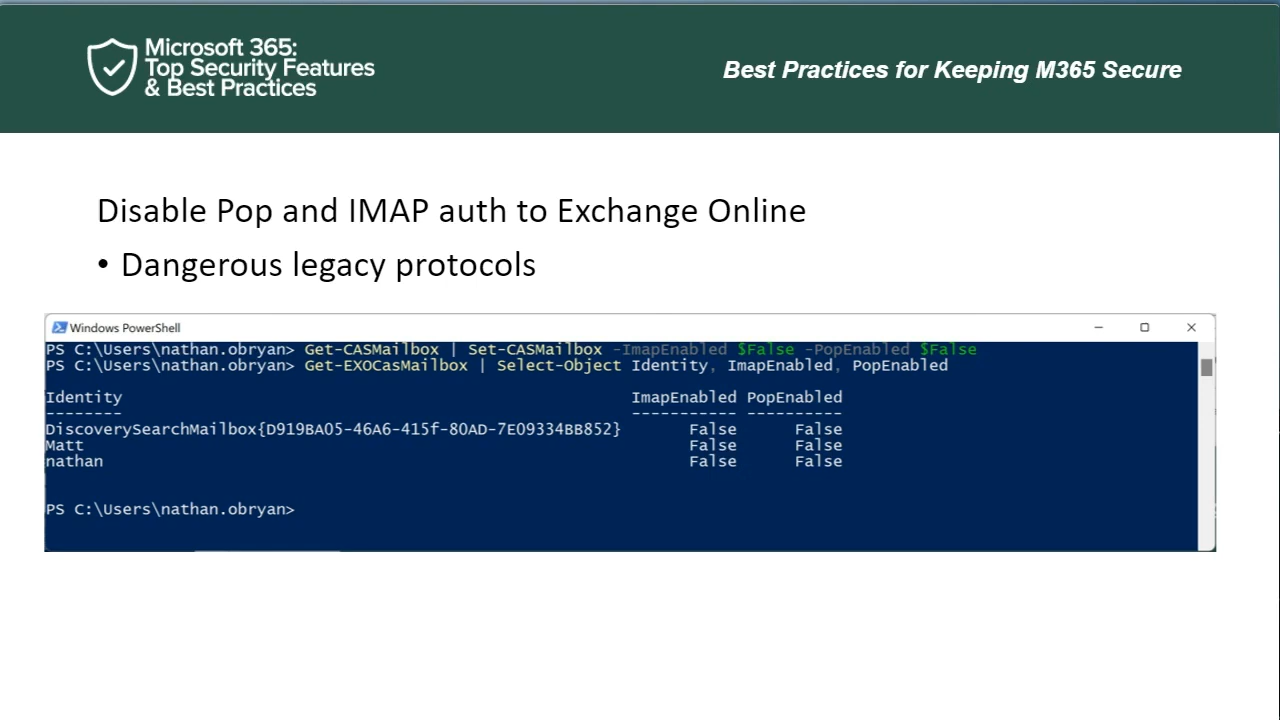 Microsoft 365:
Top Security Features
& Best Practices
Best Practices for Keeping M365 Secure
Disable Pop and IMAP auth to Exchange Online
• Dangerous legacy protocols
Windows PowerShell
PS C:\Users\nathan.obryan> Get-CASMailbox | Set-CASMailbox -ImapEnabled $False -PopEnabled $False
PS C:\Users\nathan.obryan> Get-EXOCasMailbox | Select-Object Identity, ImapEnabled, PopEnabled
Identity ImapEnabled PopEnabled
-------- ----------- ----------
DiscoverySearchMailbox{D919BA05-46A6-415f-80AD-7E09334BB852} False False
Matt False False
nathan False False
PS C:\Users\nathan.obryan>